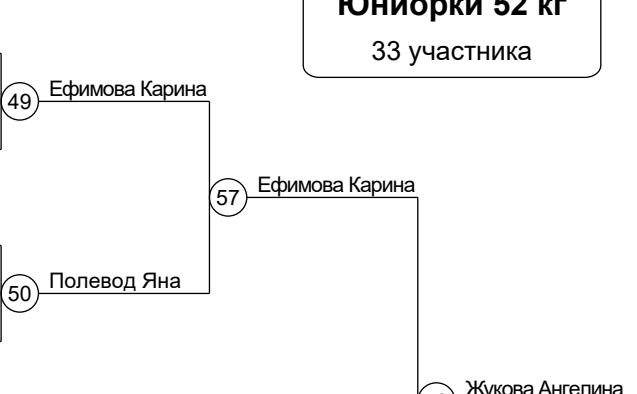 Юниорки 52 кг
33 участника
49 Ефимова Карина
57 Ефимова Карина
50 Полевод Яна
Жукова Ангелина